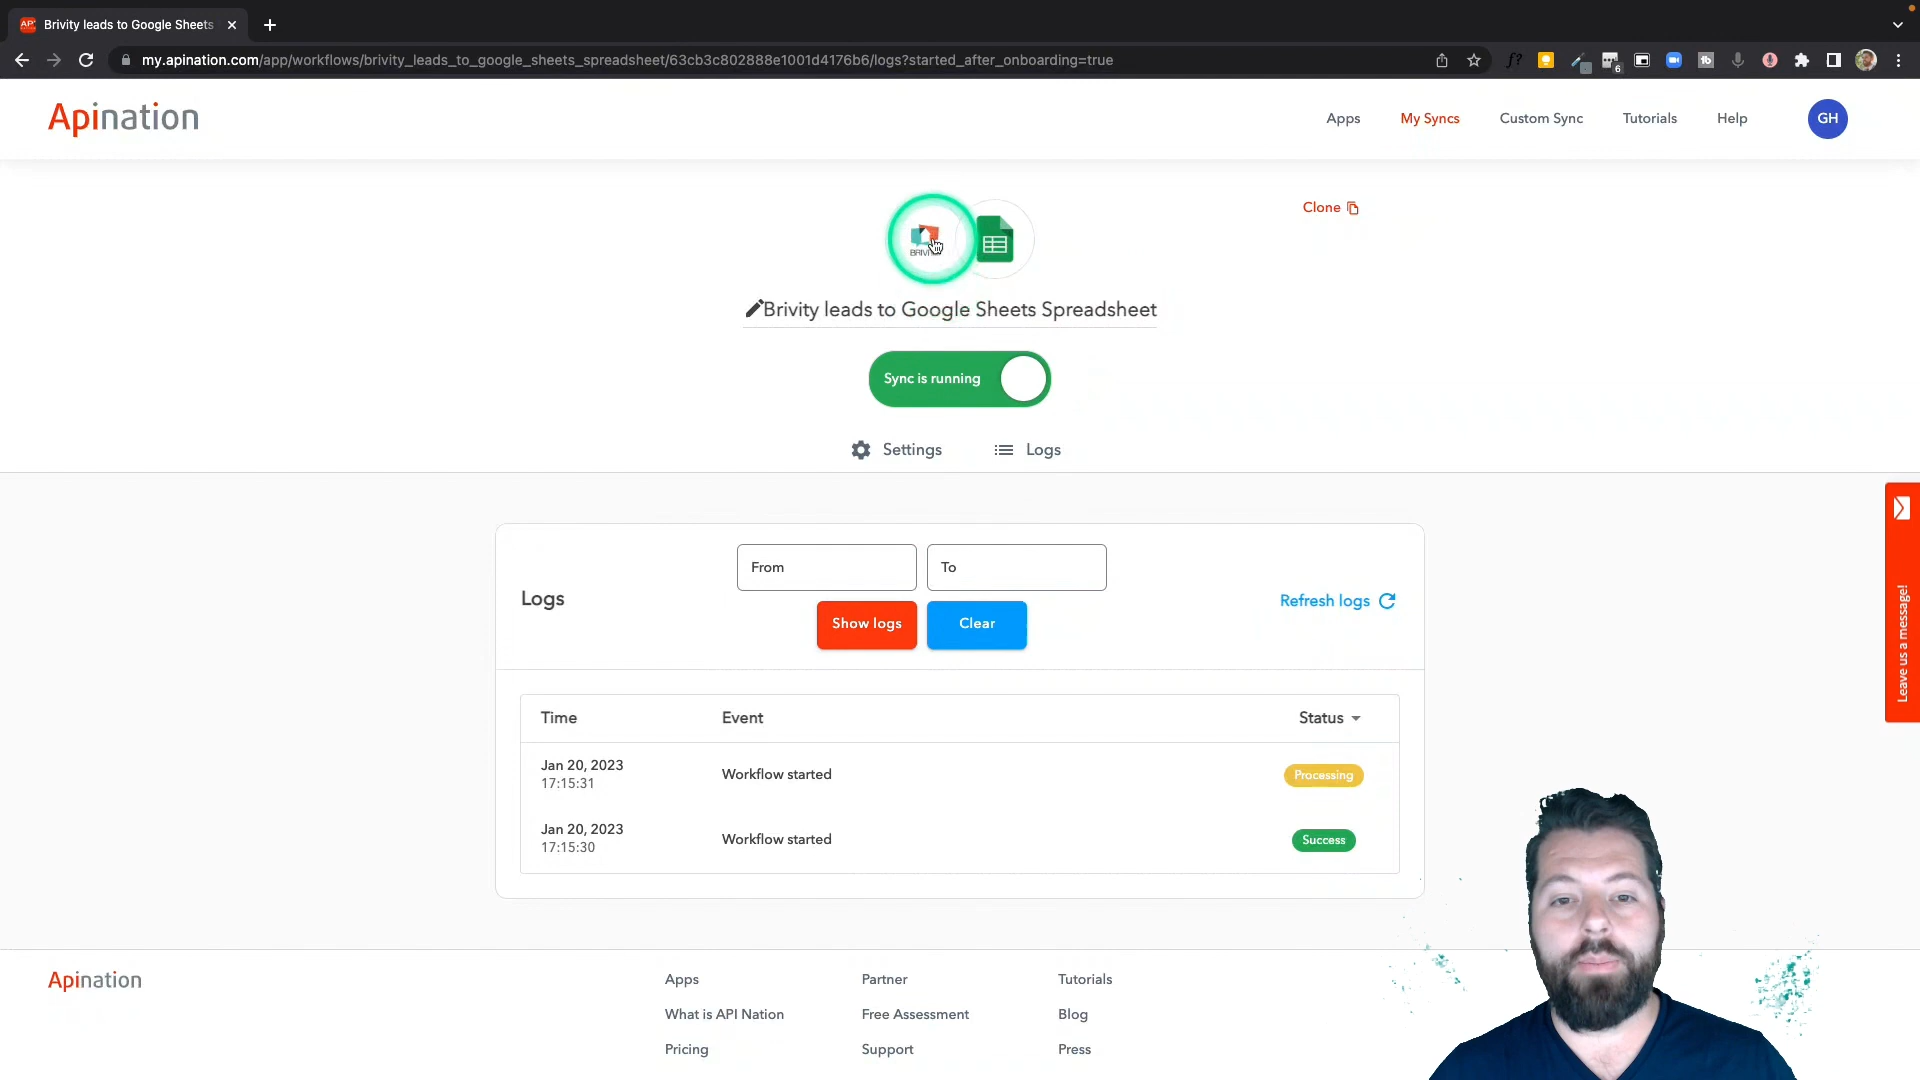 Brivity leads to Google Sheets
my.apination.com/app/workflows/brivity_leads_to_google_sheets_spreadsheet/63cb3c802888e1001d4176b6/logs?started_after_onboarding=true
6
Apination
Apps
My Syncs
Custom Sync
Tutorials
Help
GH
Clone
Brivity leads to Google Sheets Spreadsheet
Sync is running
Settings
Logs
Logs
From
To
Show logs
Clear
Refresh logs
Time
Event
Status
Jan 20, 2023
17:15:31
Workflow started
Processing
Jan 20, 2023
17:15:30
Workflow started
Success
Leave us a message!
Apination
Apps
Partner
Tutorials
What is API Nation
Free Assessment
Blog
Pricing
Support
Press